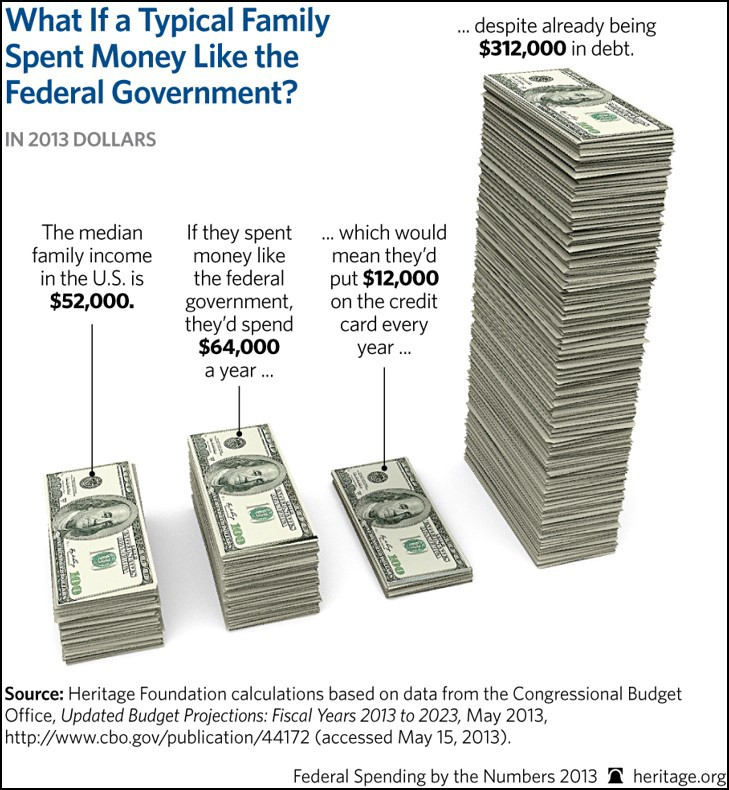 What If a Typical Family
Spent Money Like the
Federal Government?
IN 2013 DOLLARS
The median
family income
in the U.S. is
$52,000.
If they spent
money like
the federal
government,
they'd spend
$64,000
a year ...
... which would
mean they'd
put $12,000
on the credit
card every
year ...
... despite already being
$312,000 in debt.
100
100
100
100
Source: Heritage Foundation calculations based on data from the Congressional Budget
Office, Updated Budget Projections: Fiscal Years 2013 to 2023, May 2013,
http://www.cbo.gov/publication/44172 (accessed May 15, 2013).
Federal Spending by the Numbers 2013 heritage.org